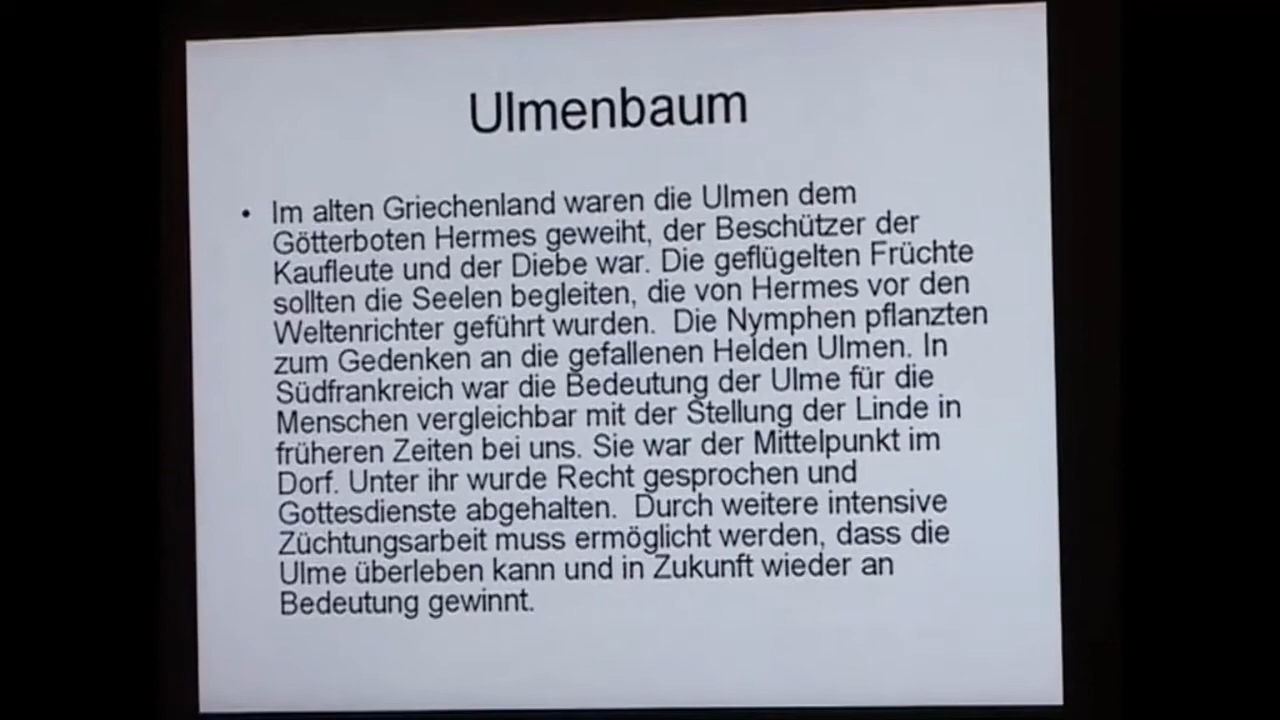 Ulmenbaum
• Im alten Griechenland waren die Ulmen dem
Götterboten Hermes geweiht, der Beschützer der
Kaufleute und der Diebe war. Die geflügelten Früchte
sollten die Seelen begleiten, die von Hermes vor den
Weltenrichter geführt wurden. Die Nymphen pflanzten
zum Gedenken an die gefallenen Helden Ulmen. In
Südfrankreich war die Bedeutung der Ulme für die
Menschen vergleichbar mit der Stellung der Linde in
früheren Zeiten bei uns. Sie war der Mittelpunkt im
Dorf. Unter ihr wurde Recht gesprochen und
Gottesdienste abgehalten. Durch weitere intensive
Züchtungsarbeit muss ermöglicht werden, dass die
Ulme überleben kann und in Zukunft wieder an
Bedeutung gewinnt.